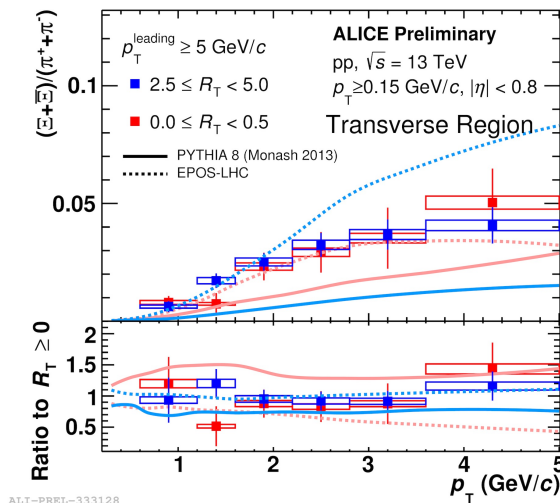 (Ξ+Ξ̅)/(π⁺+π⁻)
0.1
0.05
p_T^leading ≥ 5 GeV/c
2.5 ≤ R_T < 5.0
0.0 ≤ R_T < 0.5
PYTHIA 8 (Monash 2013)
EPOS-LHC
ALICE Preliminary
pp, √s = 13 TeV
p_T≥0.15 GeV/c, |η| < 0.8
Transverse Region
Ratio to R_T ≥ 0
2
1.5
1
0.5
1 2 3 4 5
p_T (GeV/c)
ALI-PREL-333128